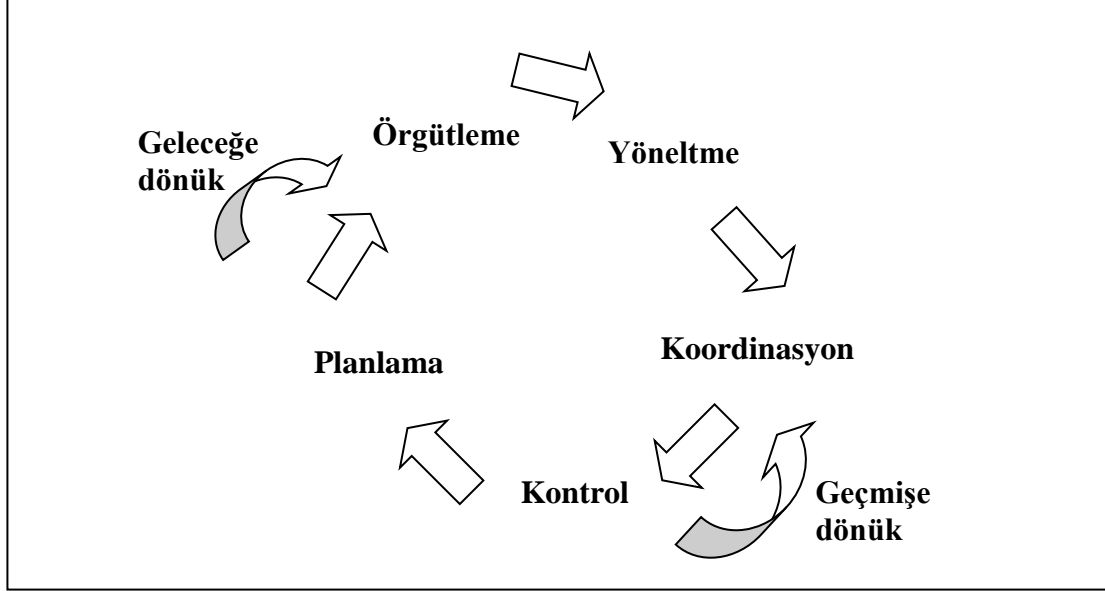 Örgütleme
Geleceğe
dönük
Yöneltme
Planlama
Koordinasyon
Kontrol
Geçmişe
dönük